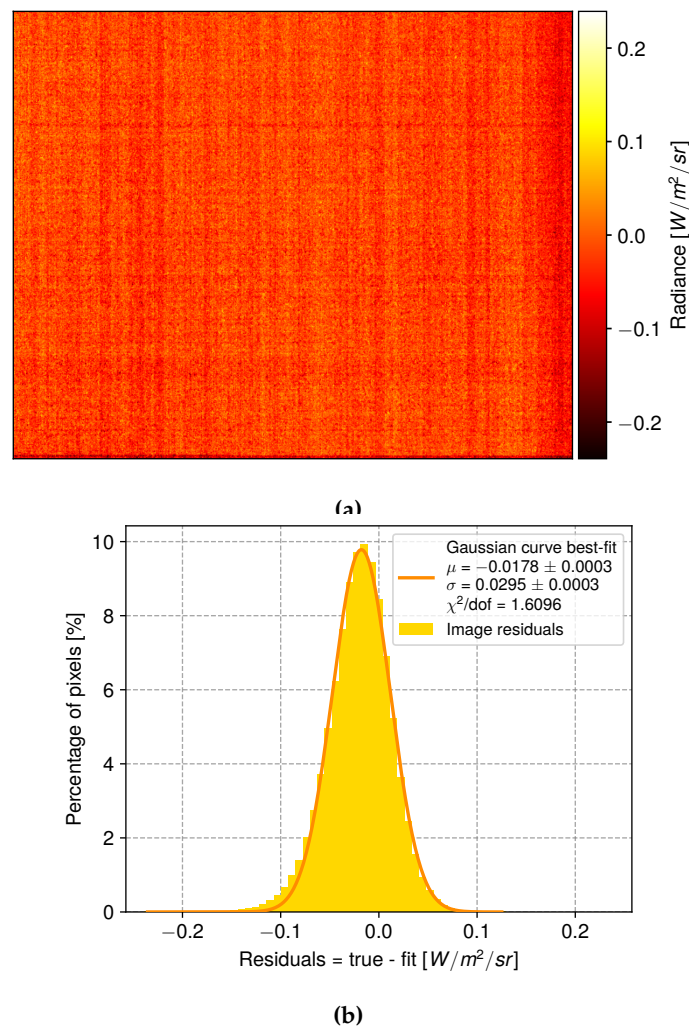 0.2
0.1
0.0
−0.1
−0.2
Radiance [W/m²/sr]
(a)
10
8
6
4
2
0
Percentage of pixels [%]
Gaussian curve best-fit
μ = −0.0178 ± 0.0003
σ = 0.0295 ± 0.0003
χ²/dof = 1.6096
Image residuals
−0.2 −0.1 0.0 0.1 0.2
Residuals = true - fit [W/m²/sr]
(b)